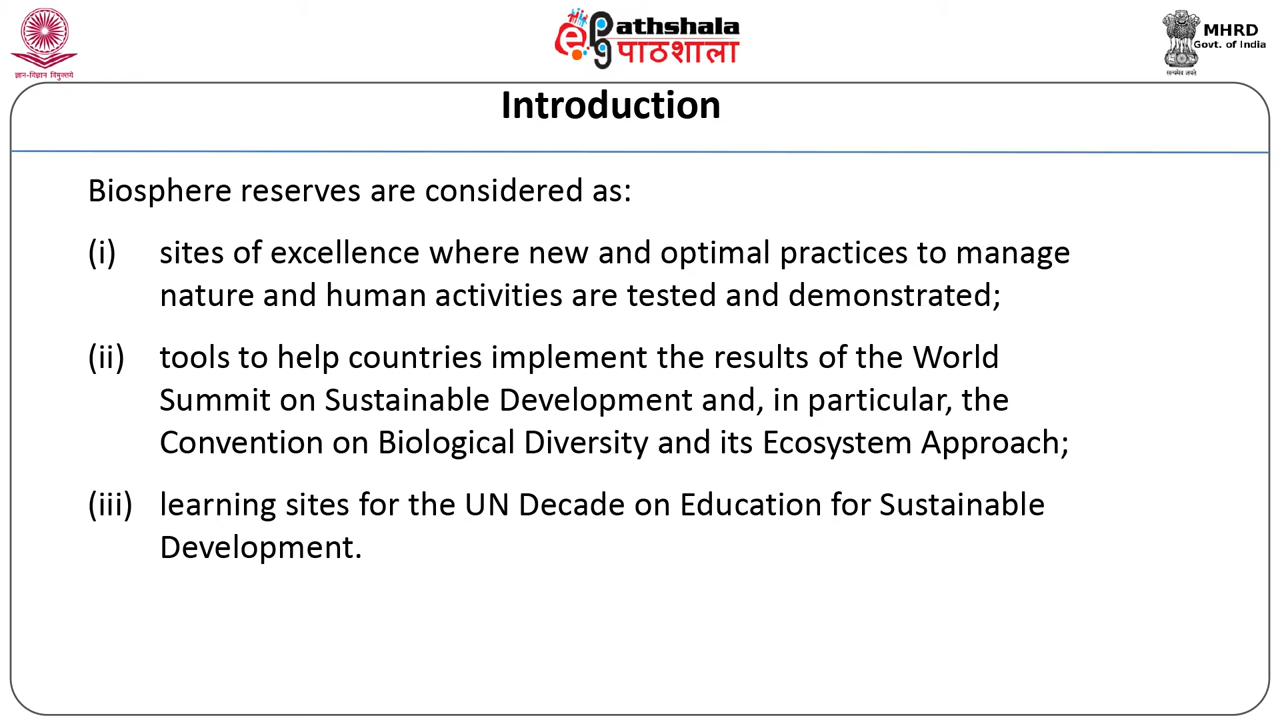 ज्ञान-विज्ञान विमुक्तये
ePathshala
पाठशाला
MHRD
Govt. of India
सत्यमेव जयते
Introduction
Biosphere reserves are considered as:
(i) sites of excellence where new and optimal practices to manage
nature and human activities are tested and demonstrated;
(ii) tools to help countries implement the results of the World
Summit on Sustainable Development and, in particular, the
Convention on Biological Diversity and its Ecosystem Approach;
(iii) learning sites for the UN Decade on Education for Sustainable
Development.